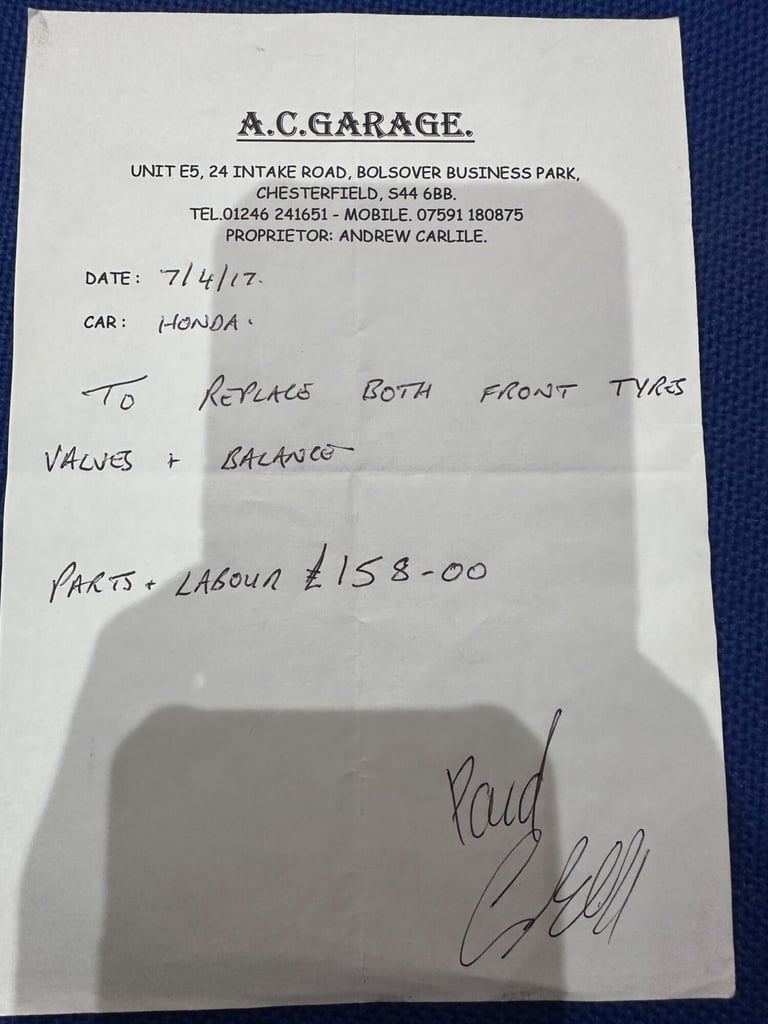 A.C.GARAGE.
UNIT E5, 24 INTAKE ROAD, BOLSOVER BUSINESS PARK,
CHESTERFIELD, S44 6BB.
TEL.01246 241651 - MOBILE. 07591 180875
PROPRIETOR: ANDREW CARLILE.
DATE: 7/4/17.
CAR: HONDA.
TO REPLACE BOTH FRONT TYRES
VALVES + BALANCE
PARTS + LABOUR £158-00
Paid